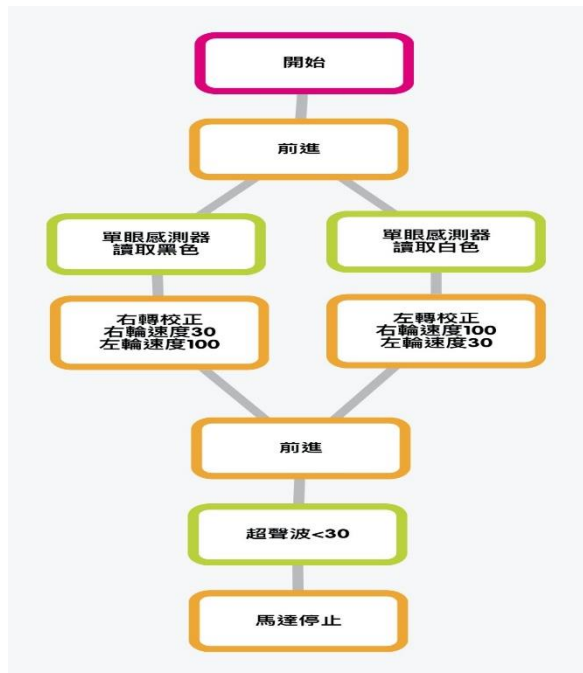 開始
前進
單眼感測器
讀取黑色
單眼感測器
讀取白色
右轉校正
右輪速度30
左輪速度100
左轉校正
右輪速度100
左輪速度30
前進
超聲波<30
馬達停止